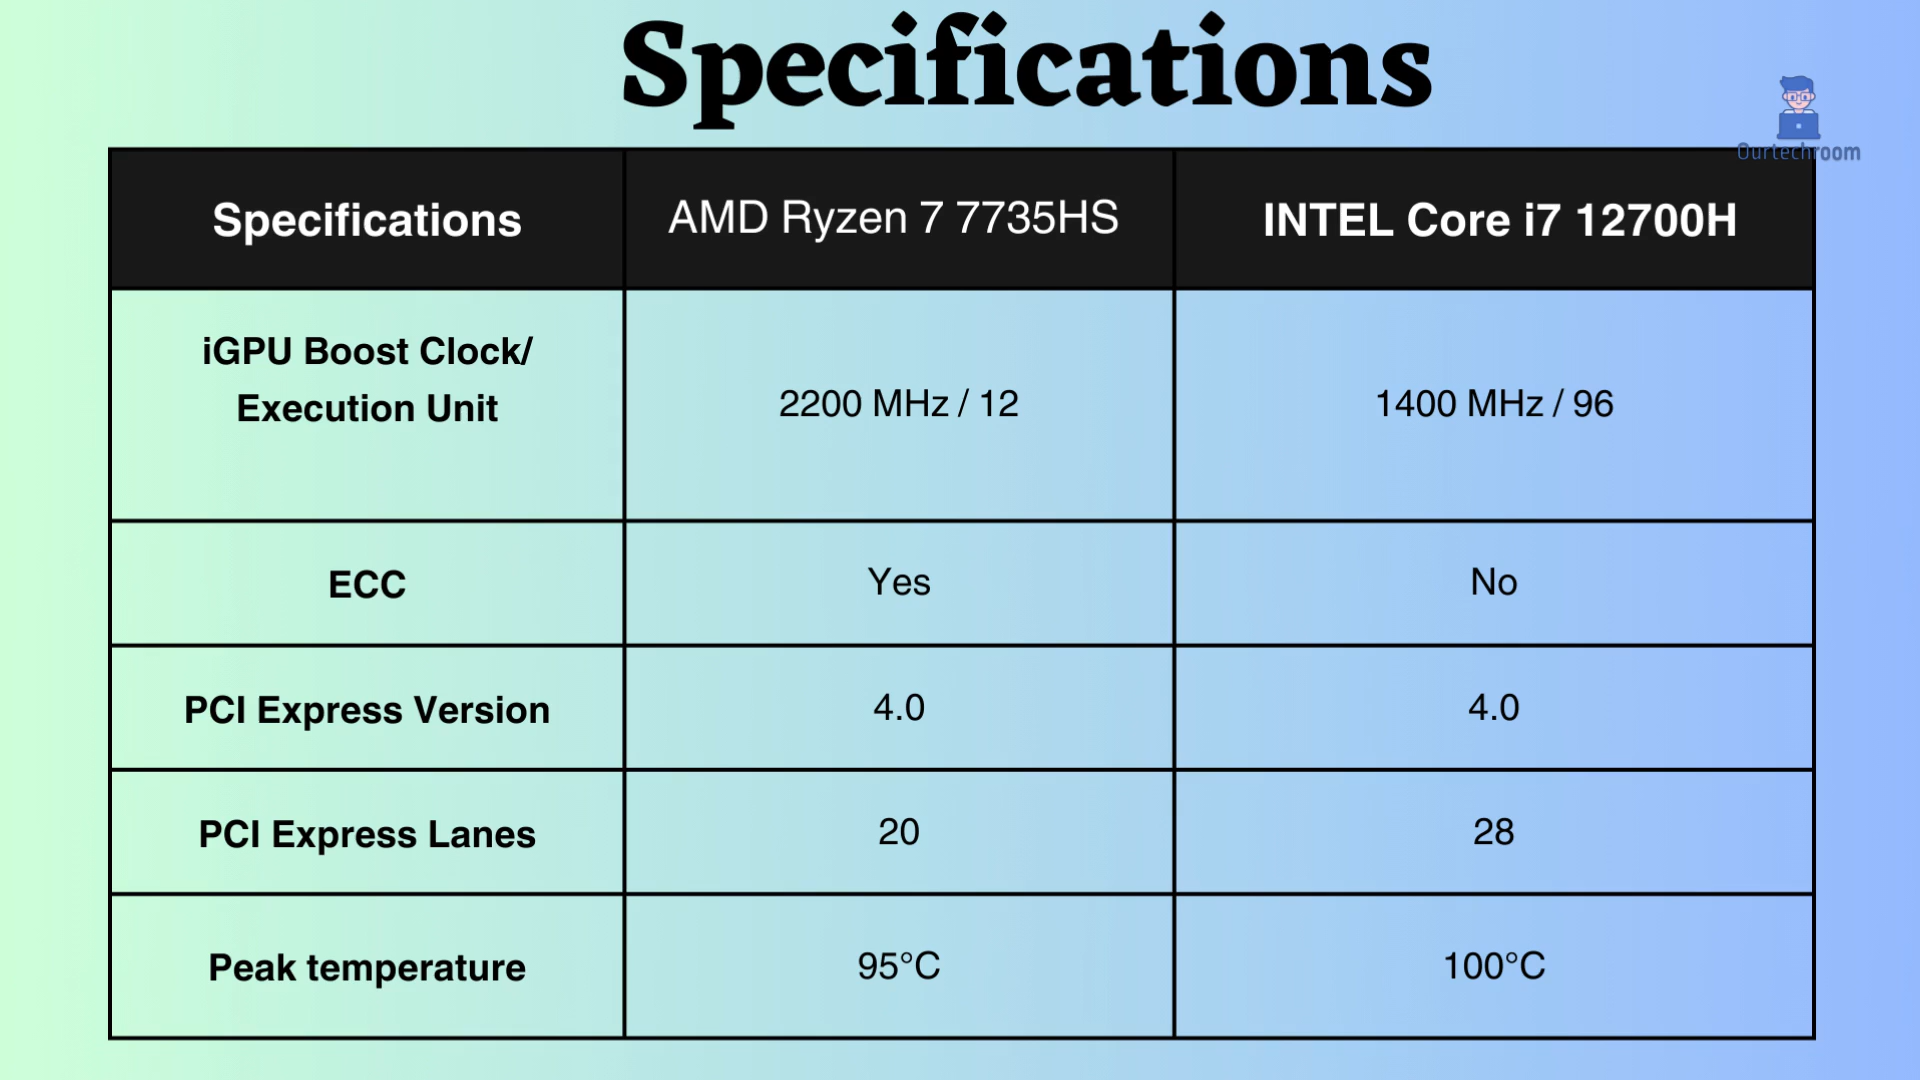 Specifications
Ourtechroom
Specifications AMD Ryzen 7 7735HS INTEL Core i7 12700H
iGPU Boost Clock/
Execution Unit 2200 MHz / 12 1400 MHz / 96
ECC Yes No
PCI Express Version 4.0 4.0
PCI Express Lanes 20 28
Peak temperature 95°C 100°C